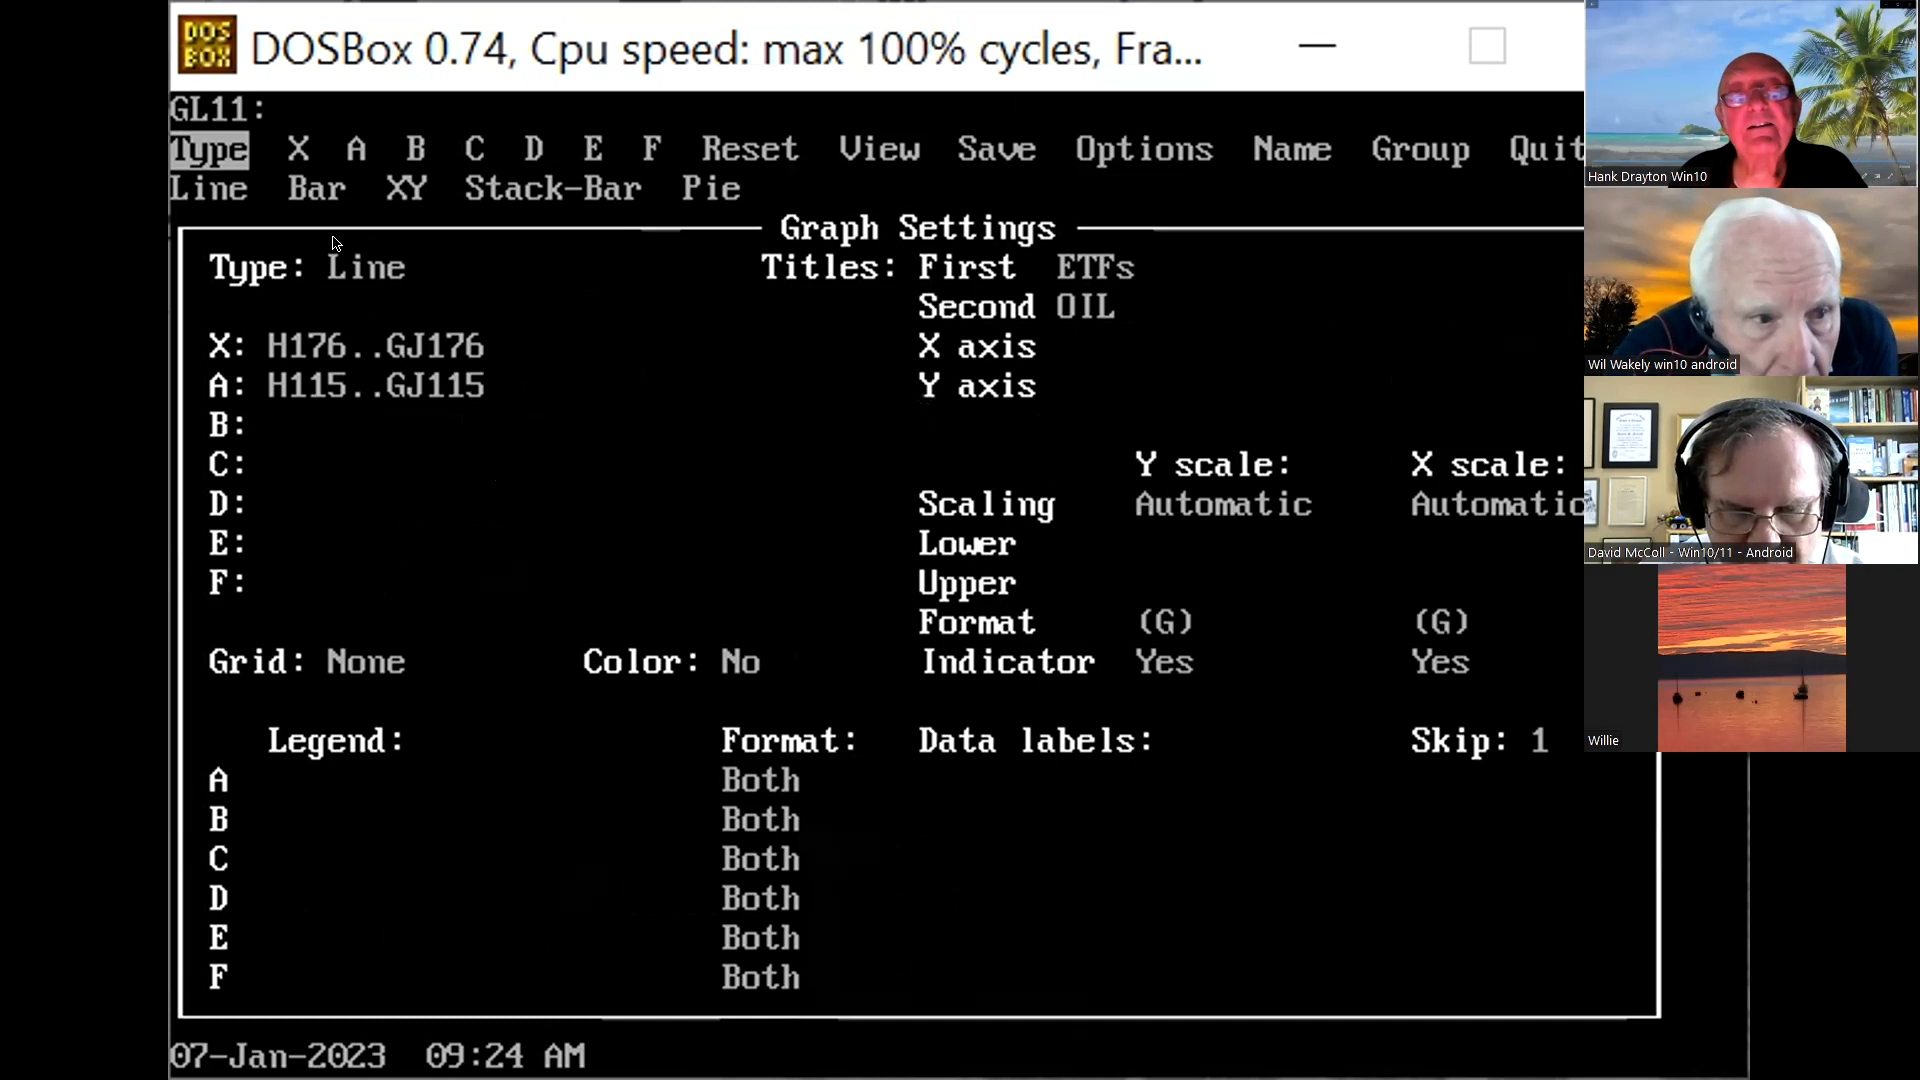 DOS BOX DOSBox 0.74, Cpu speed: max 100% cycles, Fra...
GL11:
Type X A B C D E F Reset View Save Options Name Group Quit
Line Bar XY Stack-Bar Pie
Graph Settings
Type: Line Titles: First ETFs
Second OIL
X: H176..GJ176 X axis
A: H115..GJ115 Y axis
B:
C: Y scale: X scale:
D: Scaling Automatic Automatic
E: Lower
F: Upper
Format (G) (G)
Grid: None Color: No Indicator Yes Yes
Legend: Format: Data labels: Skip: 1
A Both
B Both
C Both
D Both
E Both
F Both
07-Jan-2023 09:24 AM
Hank Drayton Win10
Wil Wakely win10 android
David McColl - Win10/11 - Android
Willie